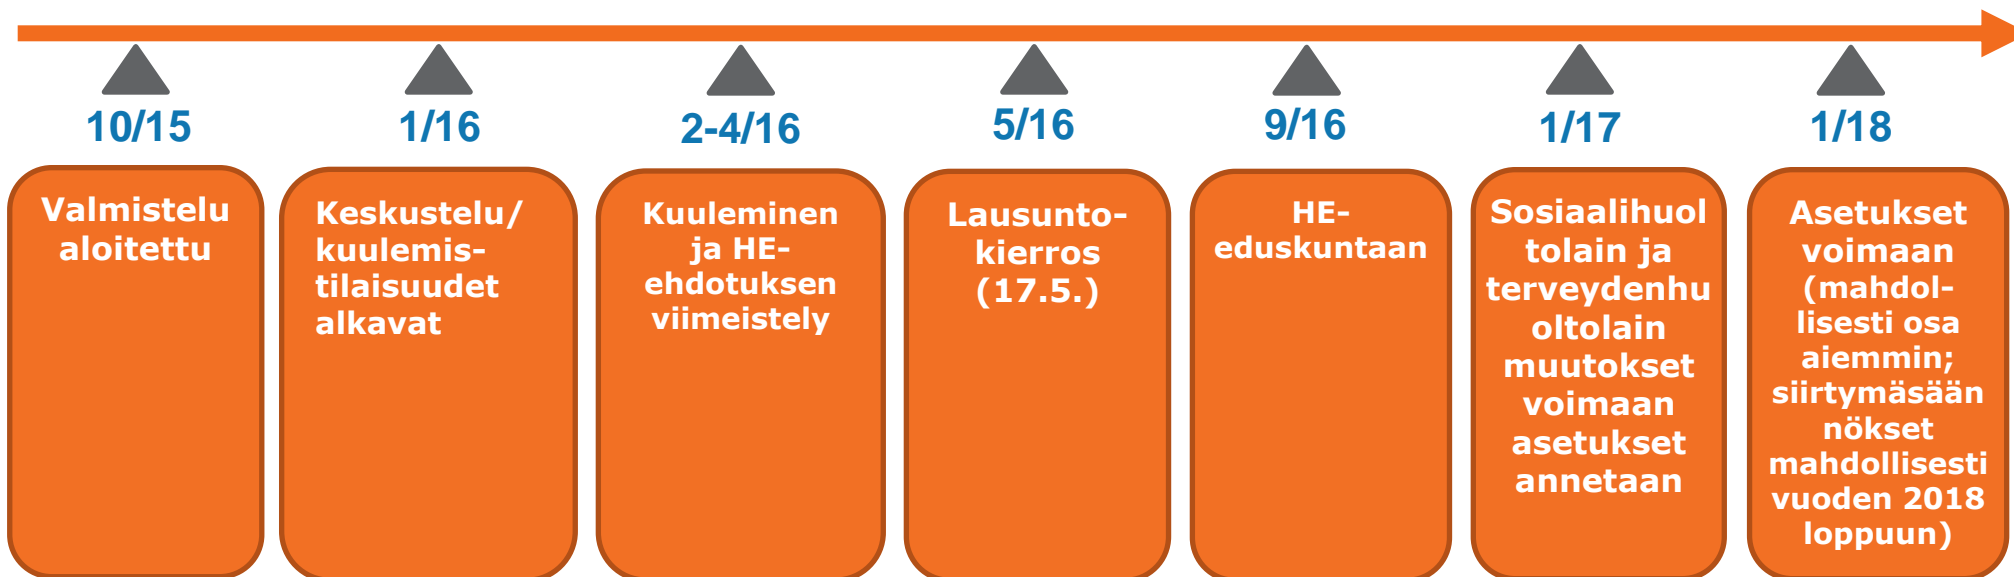 10/15
Valmistelu
aloitettu
1/16
Keskustelu/
kuulemis-
tilaisuudet
alkavat
2-4/16
Kuuleminen
ja HE-
ehdotuksen
viimeistely
5/16
Lausunto-
kierros
(17.5.)
9/16
HE-
eduskuntaan
1/17
Sosiaalihuol
tolain ja
terveydenhu
oltolain
muutokset
voimaan
asetukset
annetaan
1/18
Asetukset
voimaan
(mahdol-
lisesti osa
aiemmin;
siirtymäsään
nökset
mahdollisesti
vuoden 2018
loppuun)